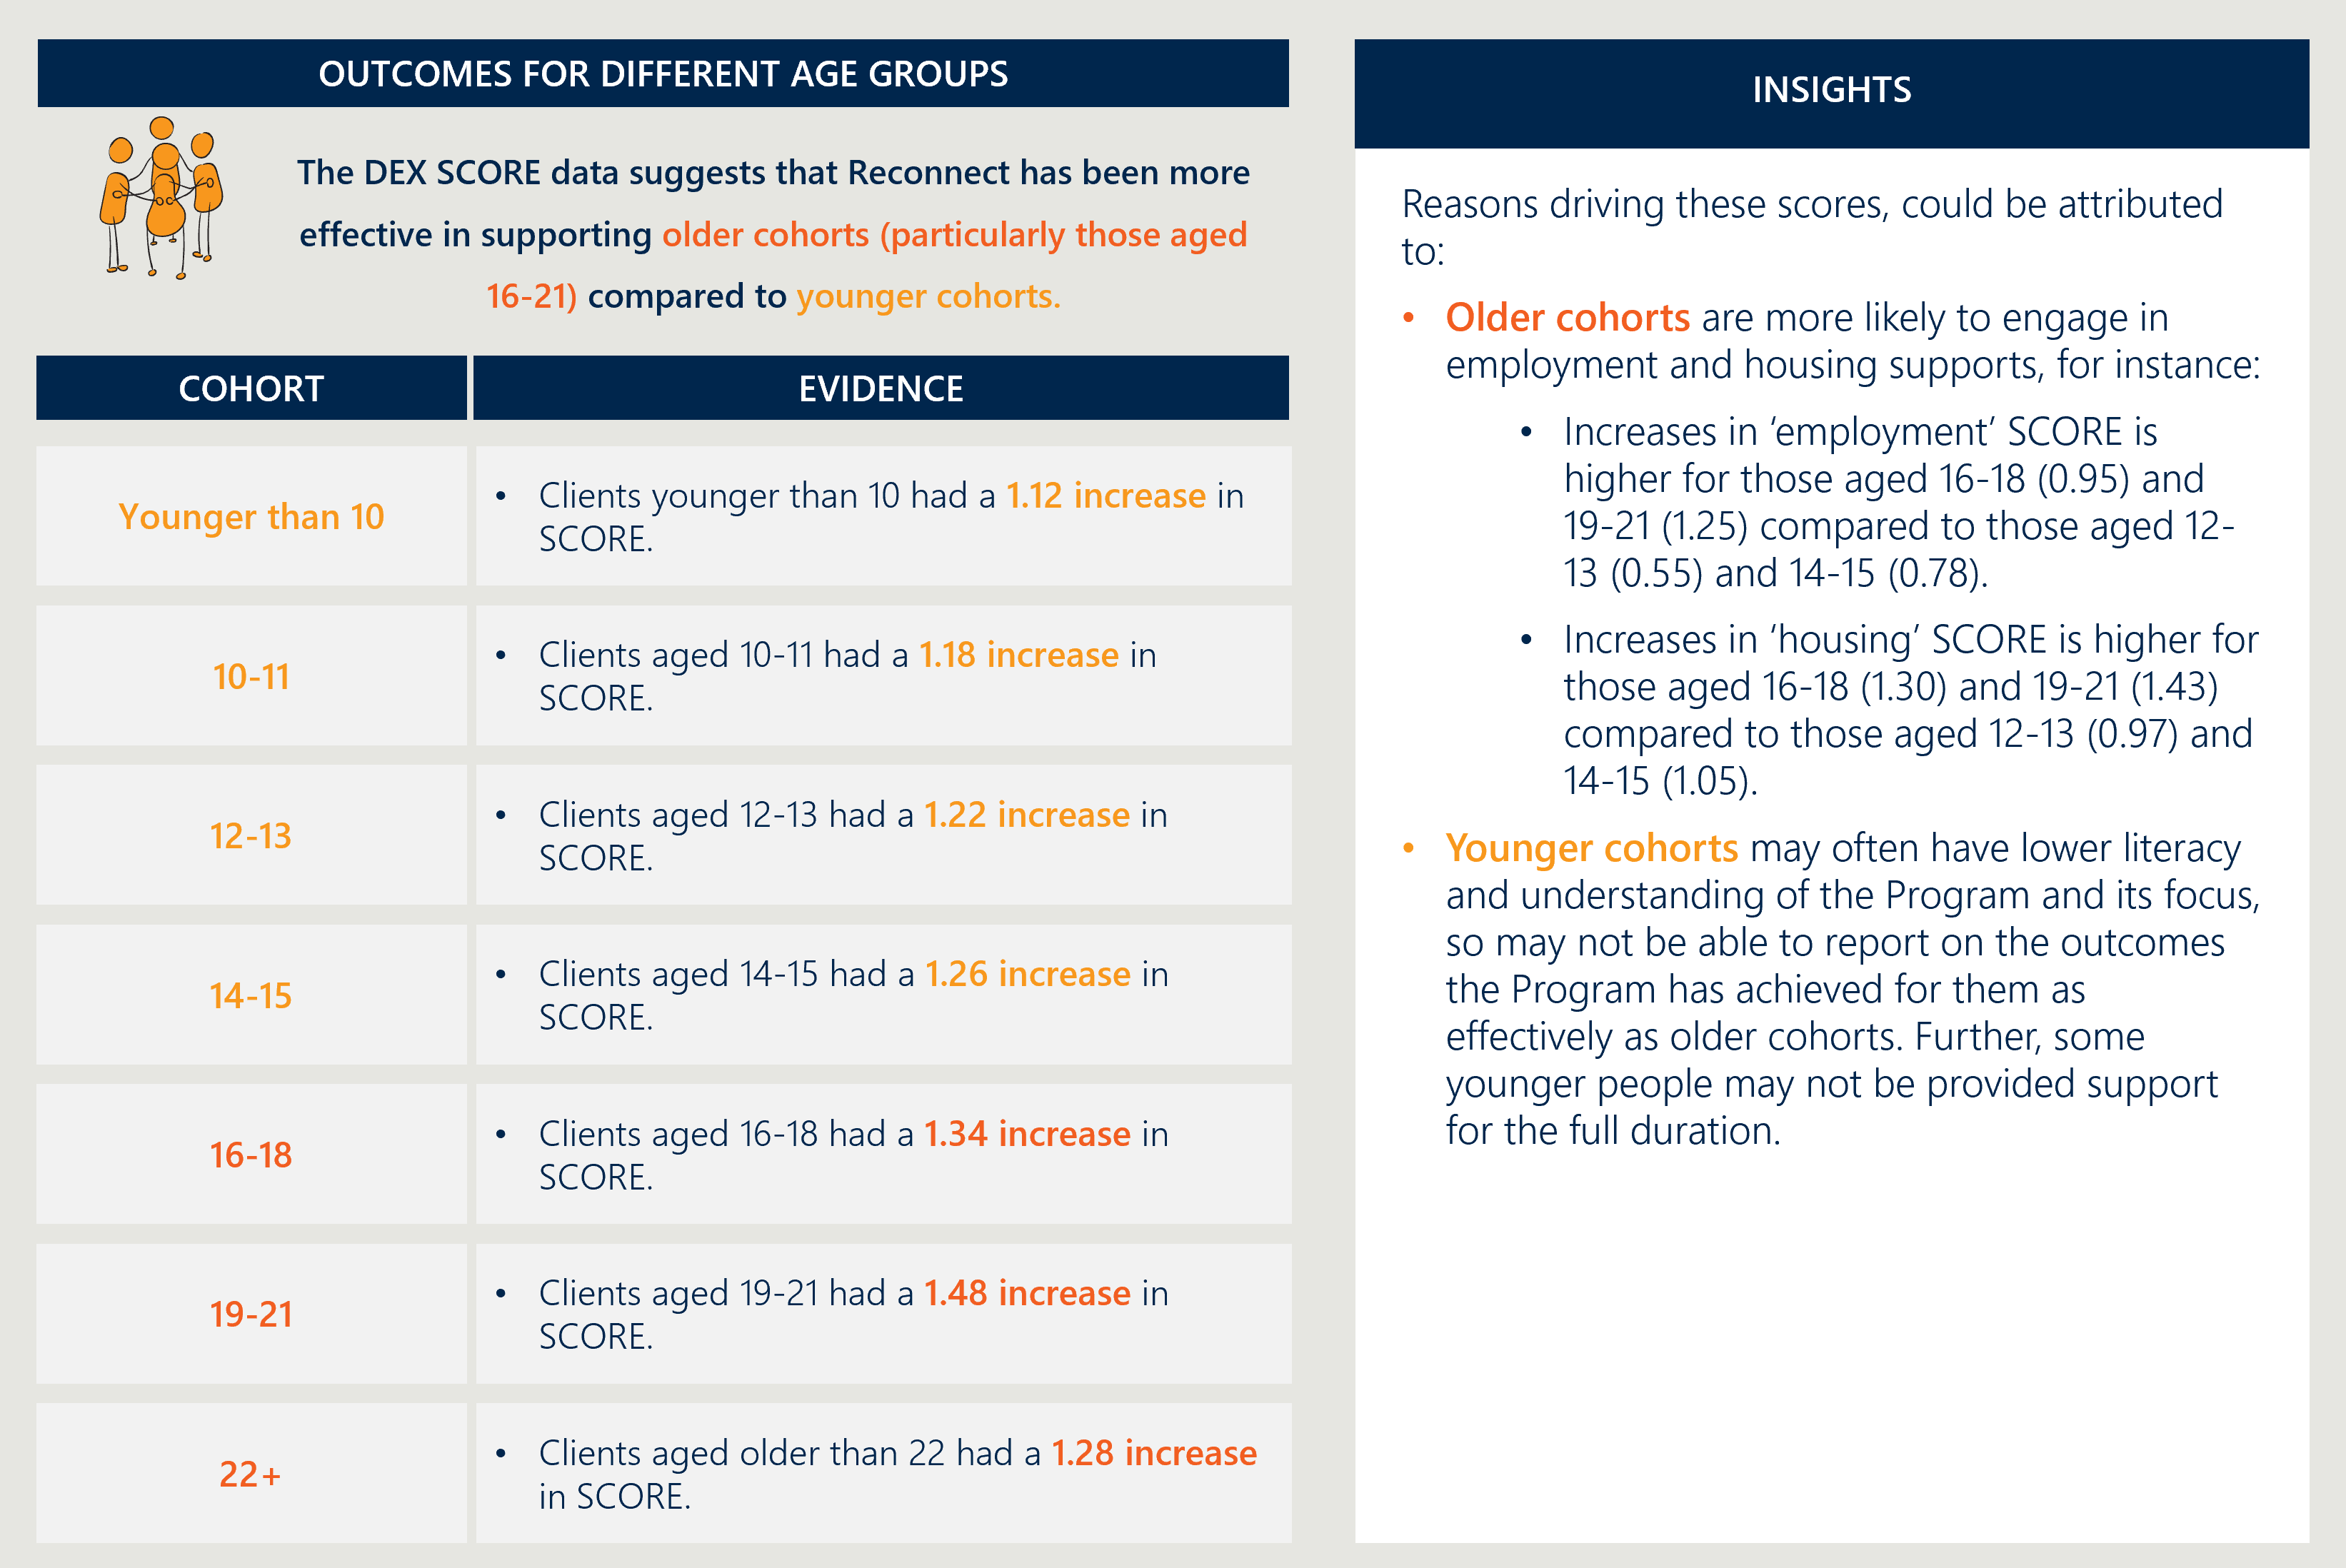 OUTCOMES FOR DIFFERENT AGE GROUPS
The DEX SCORE data suggests that Reconnect has been more
effective in supporting older cohorts (particularly those aged
16-21) compared to younger cohorts.
COHORT
EVIDENCE
Younger than 10
• Clients younger than 10 had a 1.12 increase in
SCORE.
10-11
• Clients aged 10-11 had a 1.18 increase in
SCORE.
12-13
• Clients aged 12-13 had a 1.22 increase in
SCORE.
14-15
• Clients aged 14-15 had a 1.26 increase in
SCORE.
16-18
• Clients aged 16-18 had a 1.34 increase in
SCORE.
19-21
• Clients aged 19-21 had a 1.48 increase in
SCORE.
22+
• Clients aged older than 22 had a 1.28 increase
in SCORE.
INSIGHTS
Reasons driving these scores, could be attributed
to:
• Older cohorts are more likely to engage in
employment and housing supports, for instance:
• Increases in ‘employment’ SCORE is
higher for those aged 16-18 (0.95) and
19-21 (1.25) compared to those aged 12-
13 (0.55) and 14-15 (0.78).
• Increases in ‘housing’ SCORE is higher for
those aged 16-18 (1.30) and 19-21 (1.43)
compared to those aged 12-13 (0.97) and
14-15 (1.05).
• Younger cohorts may often have lower literacy
and understanding of the Program and its focus,
so may not be able to report on the outcomes
the Program has achieved for them as
effectively as older cohorts. Further, some
younger people may not be provided support
for the full duration.